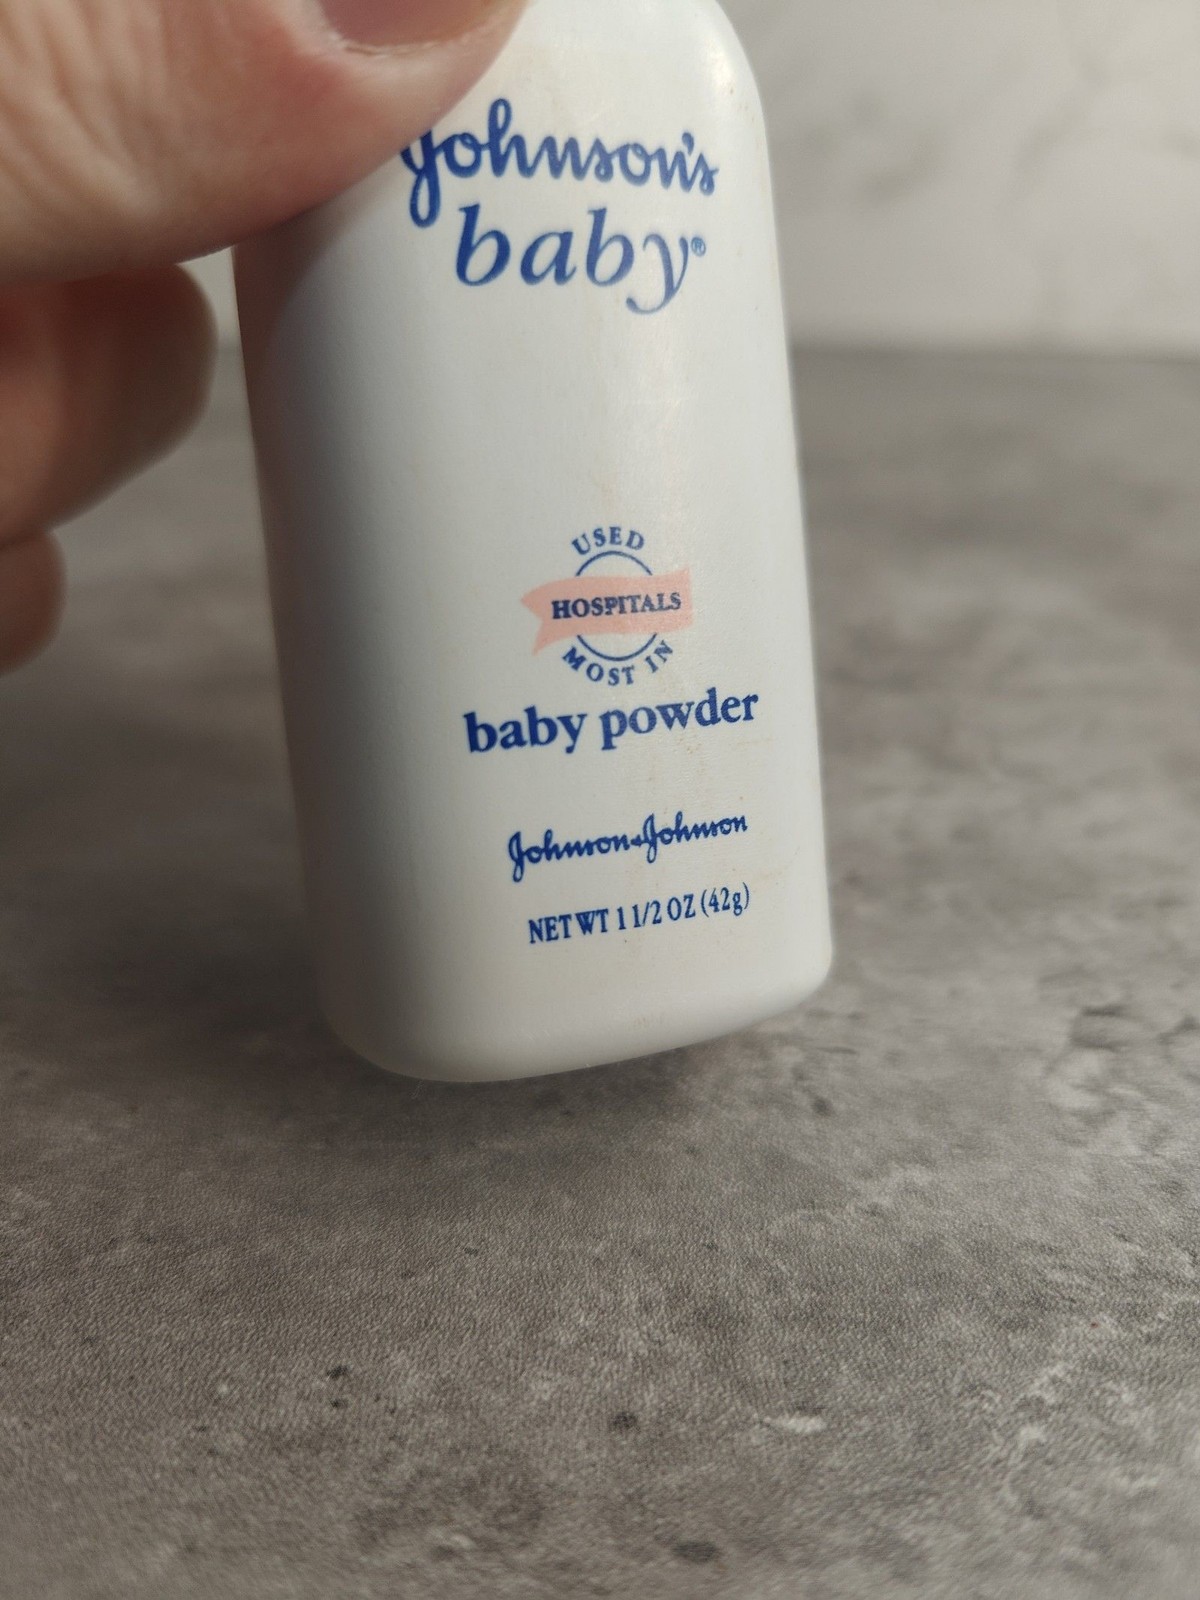 Johnson's
baby®
USED
HOSPITALS
MOST IN
baby powder
Johnson&Johnson
NET WT 1 1/2 OZ (42g)